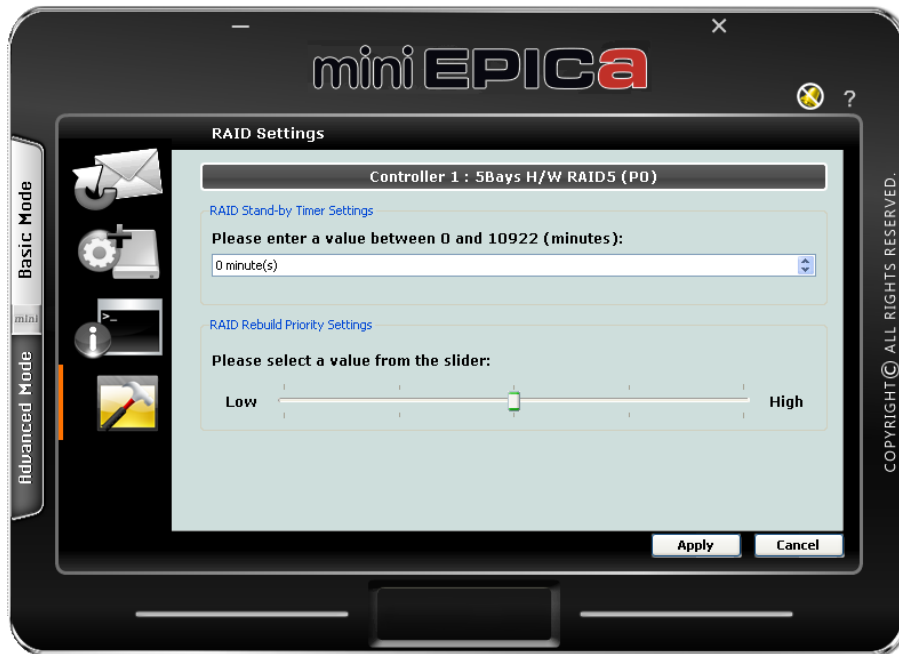 mini EPICa
?
RAID Settings
Controller 1 : 5Bays H/W RAID5 (P0)
RAID Stand-by Timer Settings
Please enter a value between 0 and 10922 (minutes):
0 minute(s)
RAID Rebuild Priority Settings
Please select a value from the slider:
Low
High
Apply
Cancel
Basic Mode
mini
Advanced Mode
>_
COPYRIGHT© ALL RIGHTS RESERVED.